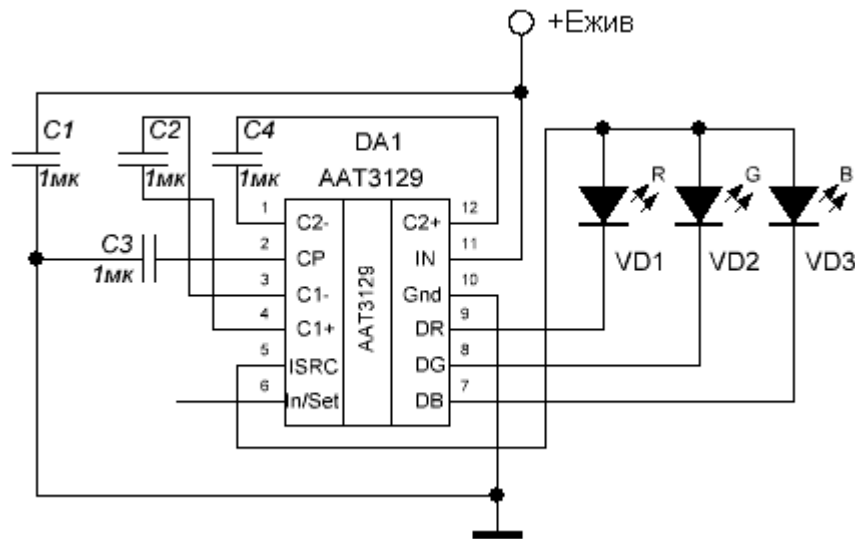 +Eжив
C1
1мк
C2
1мк
C4
1мк
DA1
AAT3129
C3
1мк
1
C2-
2
CP
3
C1-
4
C1+
5
ISRC
6
In/Set
AAT3129
12
C2+
11
IN
10
Gnd
9
DR
8
DG
7
DB
R
VD1
G
VD2
B
VD3